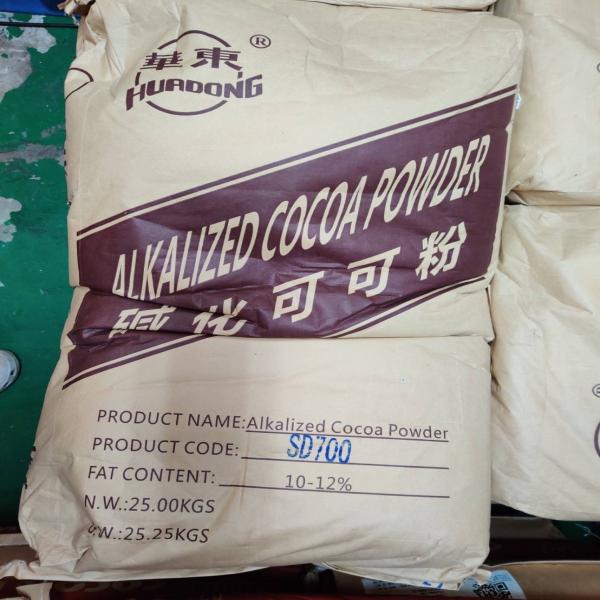 華東®
HUADONG
ALKALIZED COCOA POWDER
碱化可可粉
PRODUCT NAME:Alkalized Cocoa Powder
PRODUCT CODE: SD700
FAT CONTENT: 10-12%
N.W.:25.00KGS
.W.:25.25KGS